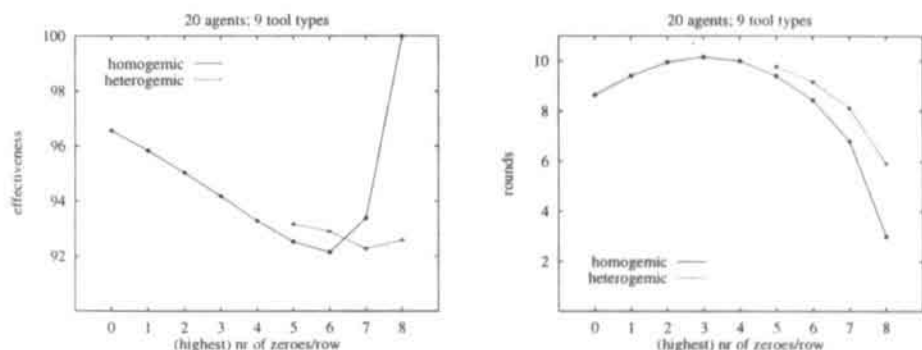 20 agents; 9 tool types
100
98
96
94
92
effectiveness
homogemic
heterogemic
0 1 2 3 4 5 6 7 8
(highest) nr of zeroes/row
20 agents; 9 tool types
10
8
6
4
2
rounds
homogemic
heterogemic
0 1 2 3 4 5 6 7 8
(highest) nr of zeroes/row